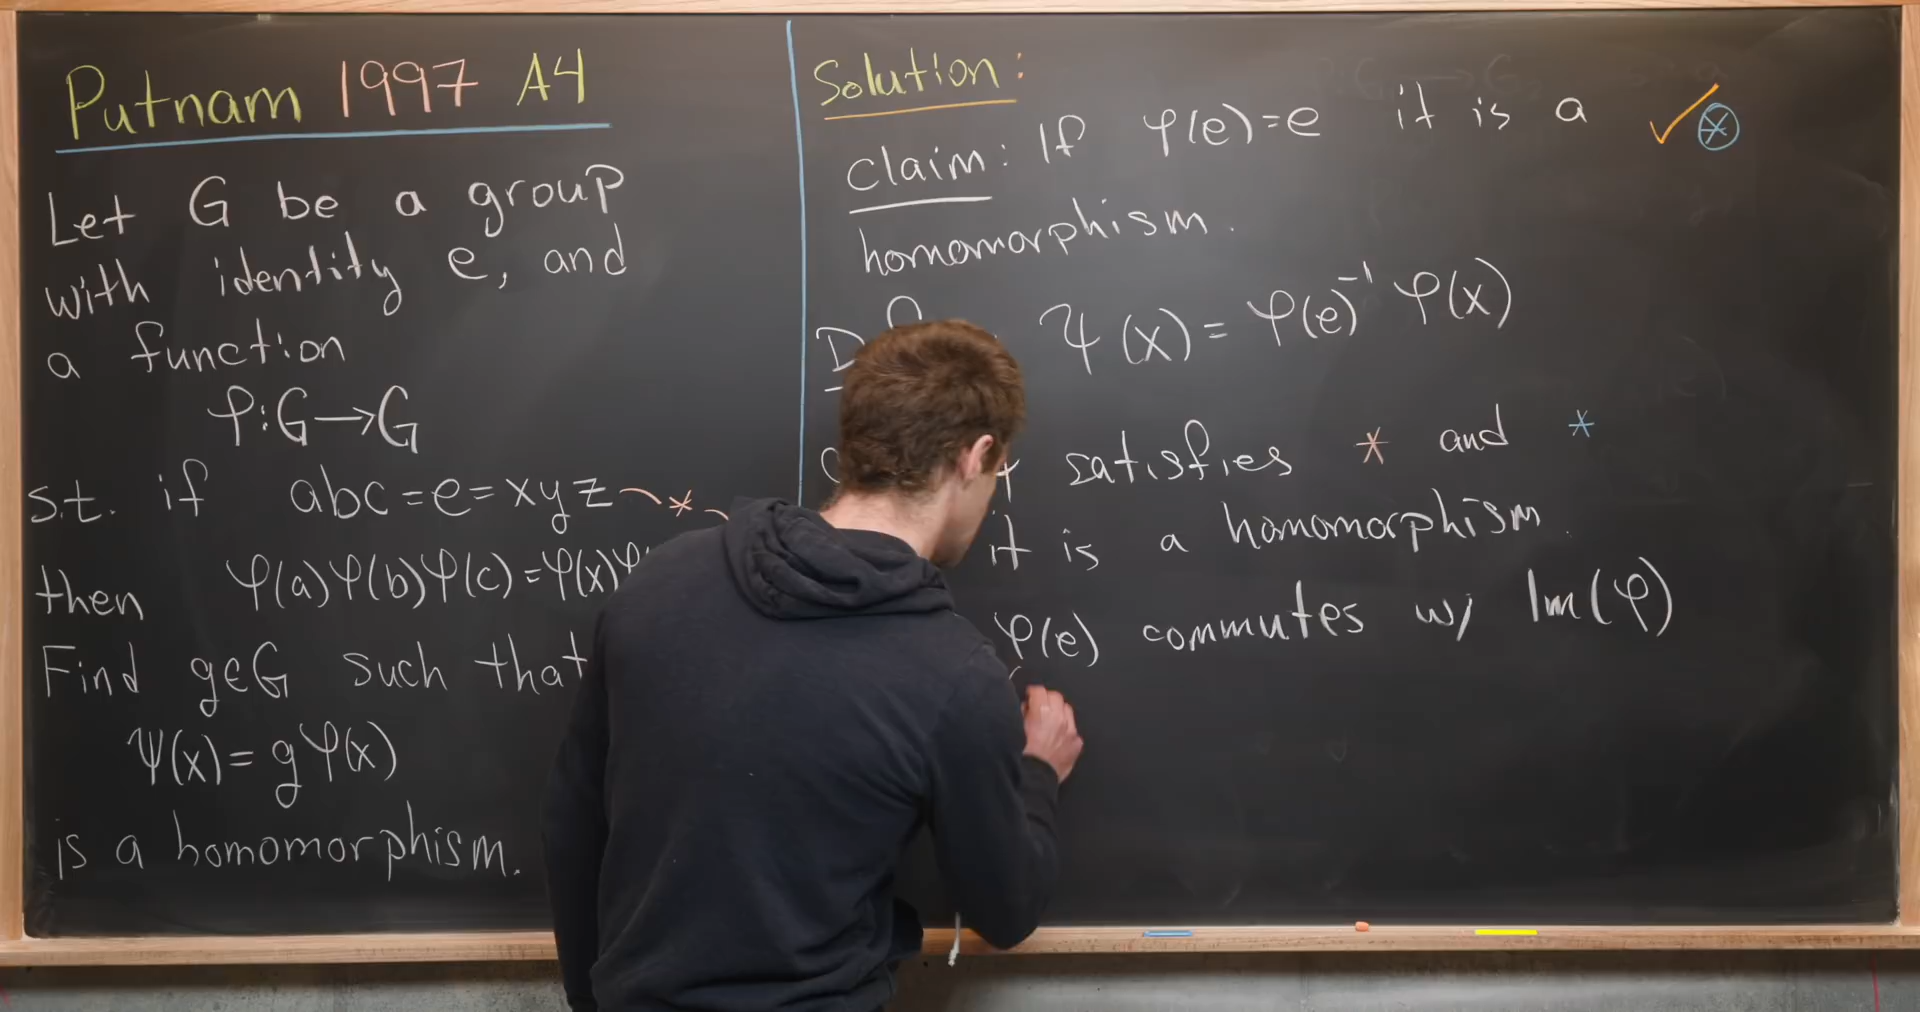 Putnam 1997 A4
Let G be a group
with identity e, and
a function
φ:G→G
s.t. if abc=e=xyz *
then φ(a)φ(b)φ(c)=φ(x)
Find g∈G such that
Ψ(x)=gφ(x)
is a homomorphism.
Solution:
Claim: If φ(e)=e it is a ✓⊛
homomorphism.
Ψ(x)=φ(e)⁻¹φ(x)
satisfies * and *
it is a homomorphism.
φ(e) commutes w/ Im(φ)